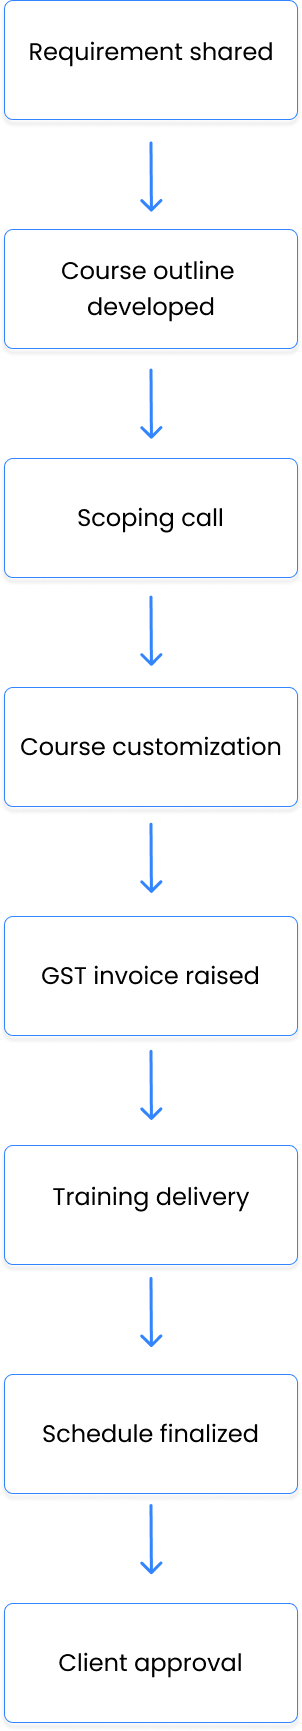 Requirement shared
Course outline
developed
Scoping call
Course customization
GST invoice raised
Training delivery
Schedule finalized
Client approval